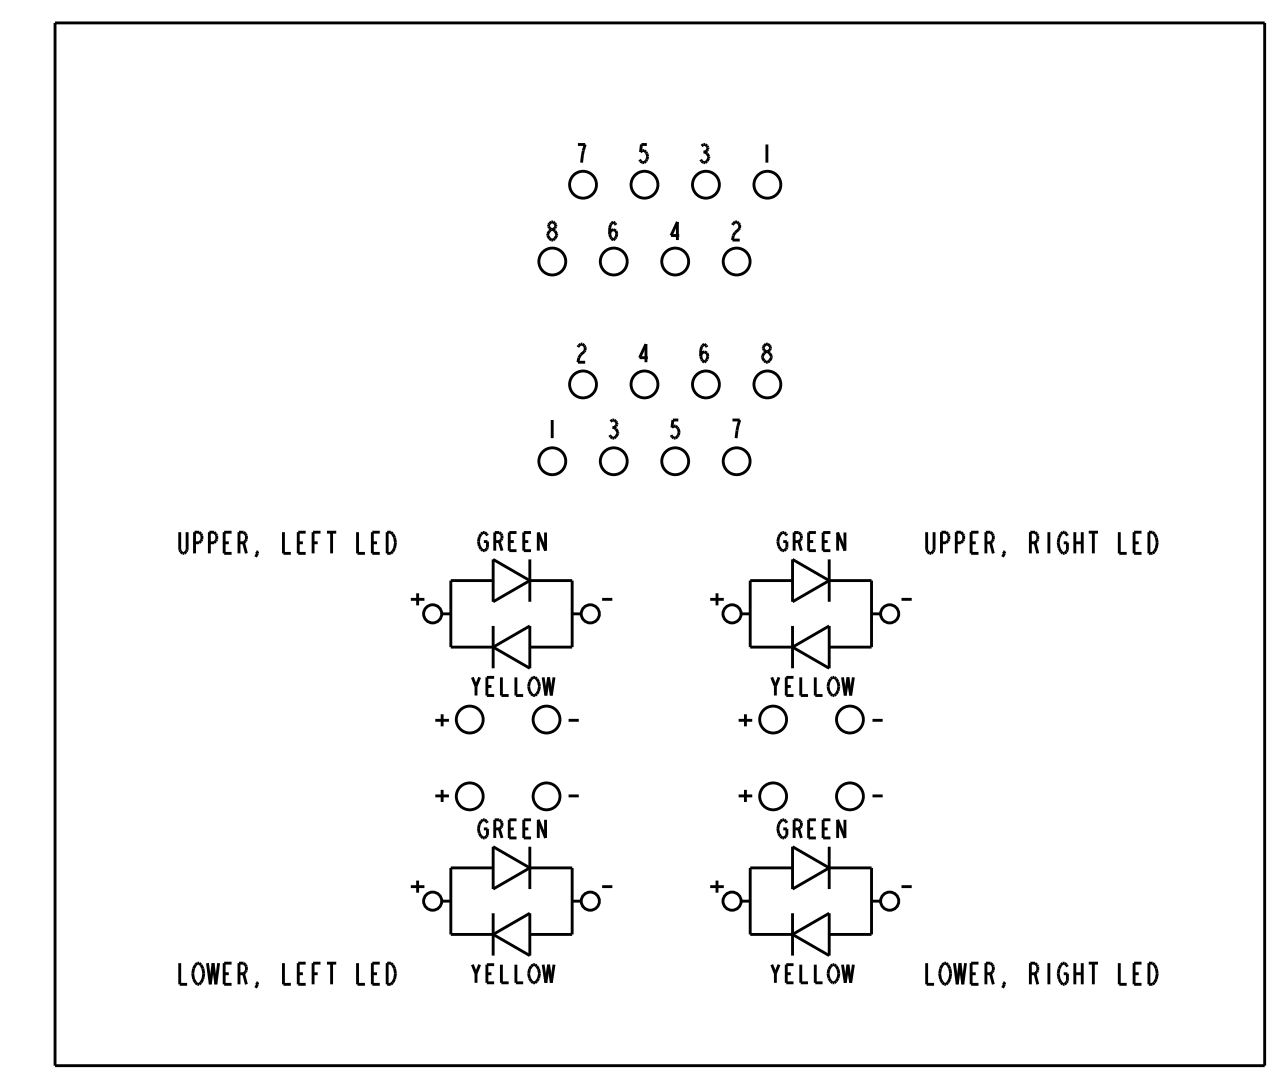 7 5 3 1
8 6 4 2
2 4 6 8
1 3 5 7
UPPER, LEFT LED GREEN GREEN UPPER, RIGHT LED
+ - + -
YELLOW YELLOW
+ - + -
+ - + -
GREEN GREEN
+ - + -
LOWER, LEFT LED YELLOW YELLOW LOWER, RIGHT LED